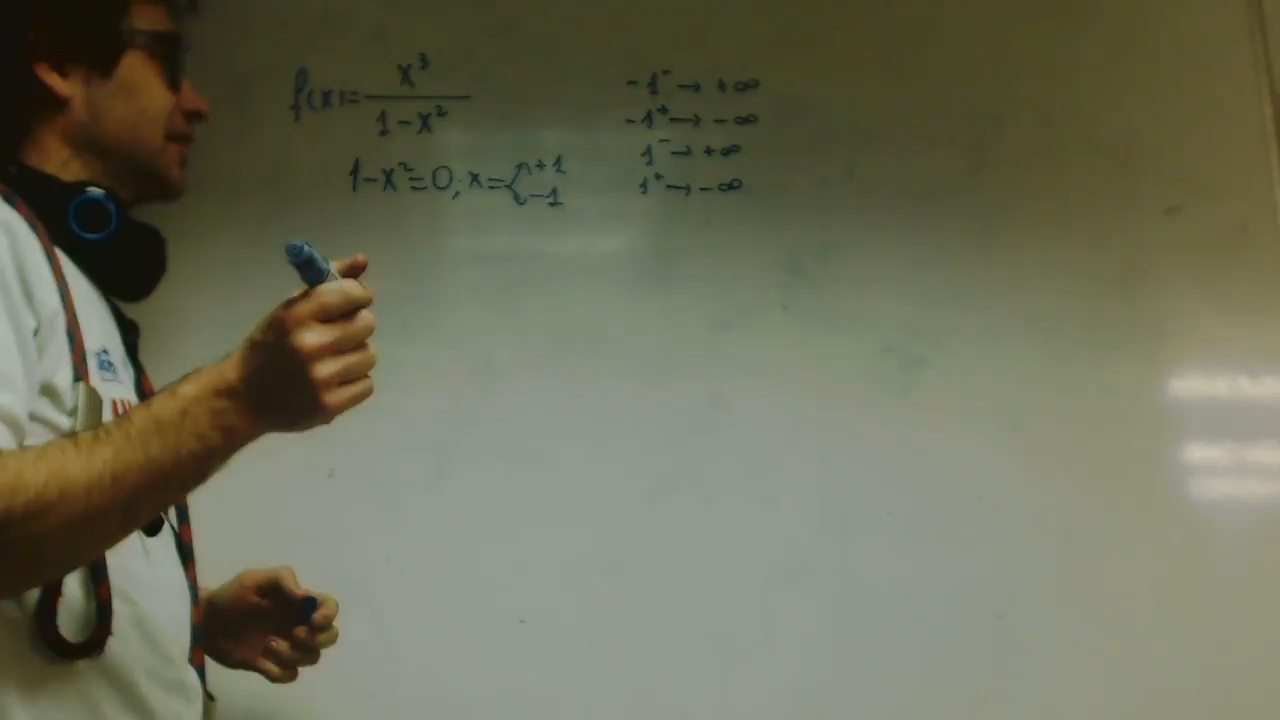 f(x)= x³ / 1-x²
1-x²=0; x= +1
-1
-1⁻ → +∞
-1⁺ → -∞
1⁻ → +∞
1⁺ → -∞